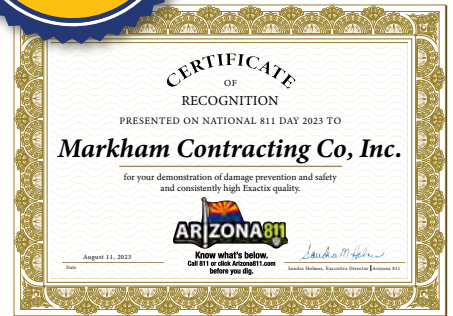 CERTIFICATE
OF
RECOGNITION
PRESENTED ON NATIONAL 811 DAY 2023 TO
Markham Contracting Co, Inc.
for your demonstration of damage prevention and safety
and consistently high Exactix quality.
ARIZONA811
Know what's below.
Call 811 or click Arizona811.com
before you dig.
August 11, 2023
Sandra M Holmes
Date
Sandra Holmes, Executive Director | Arizona 811